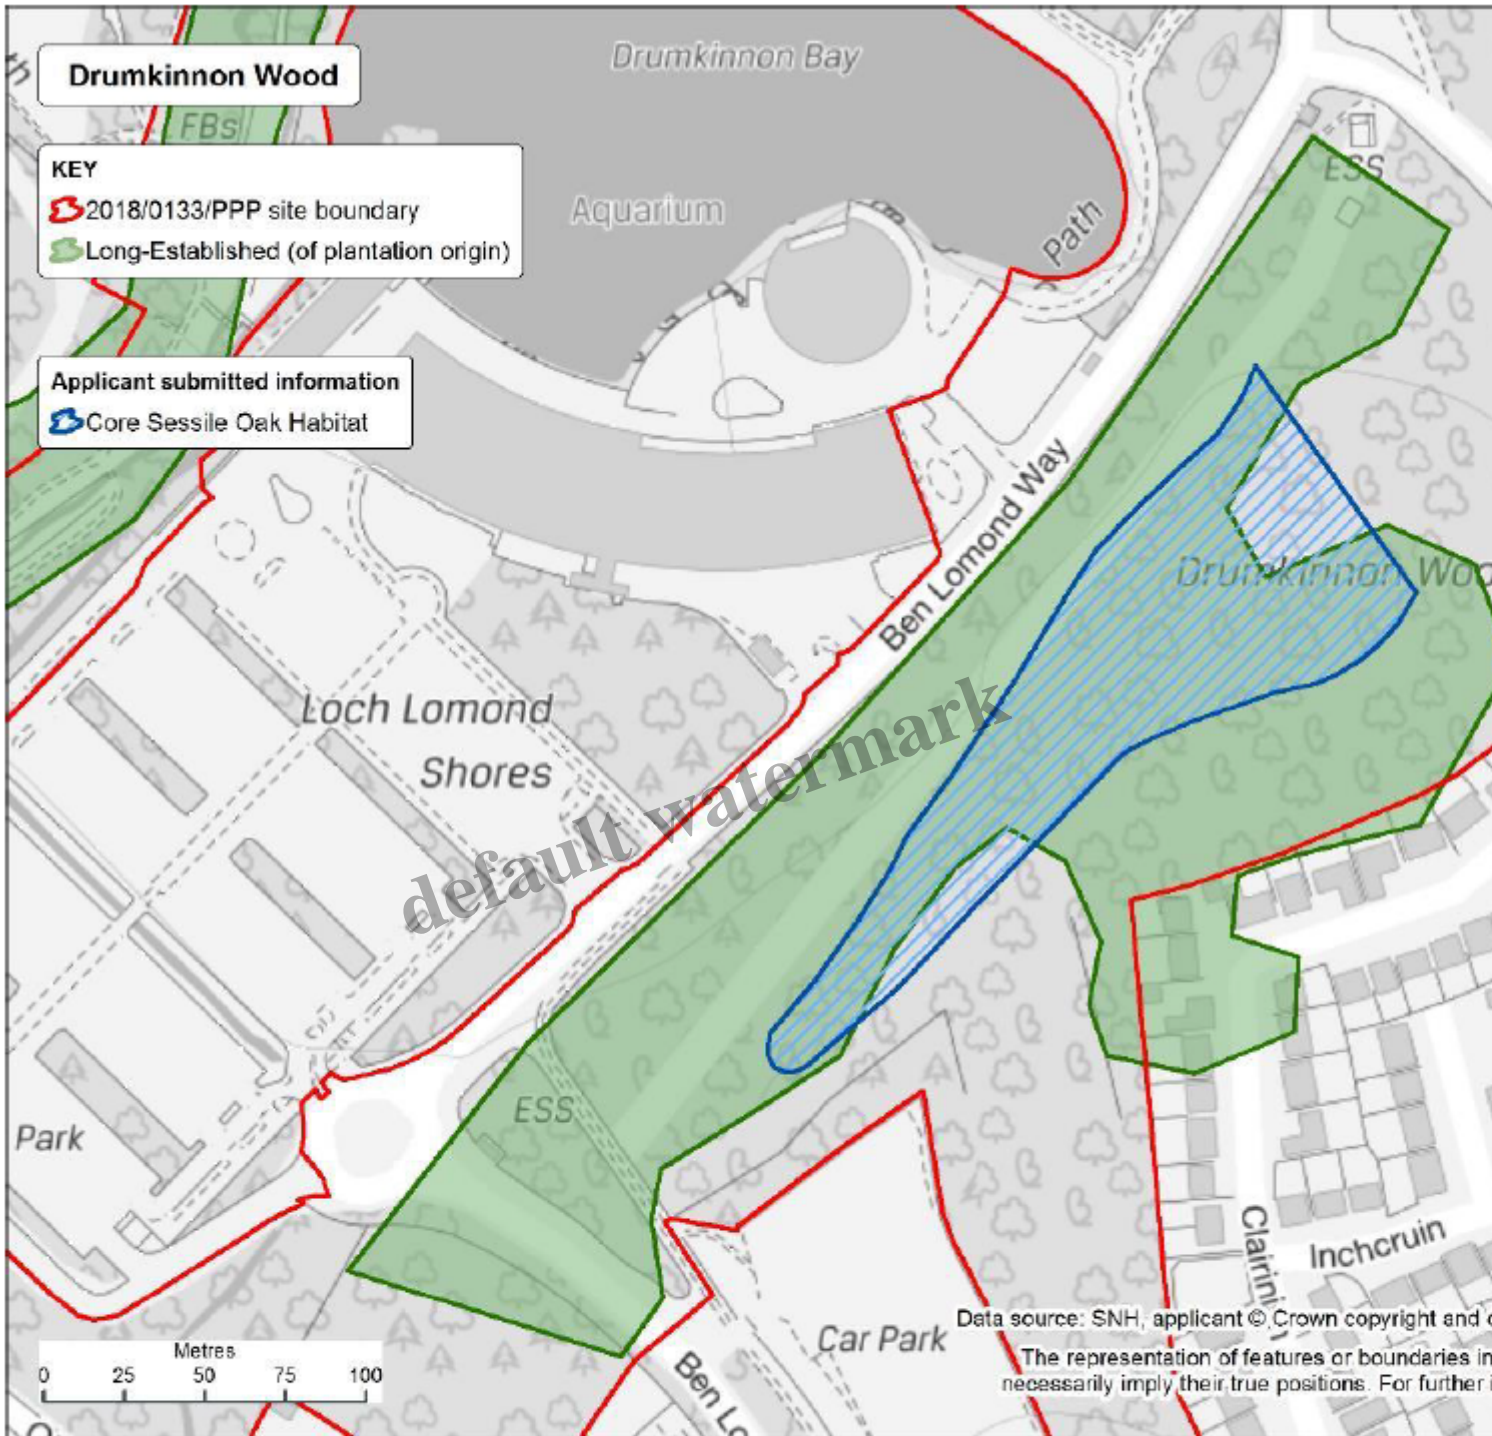 Drumkinnon Bay
Drumkinnon Wood
FBs
KEY
2018/0133/PPP site boundary
Long-Established (of plantation origin)
Aquarium
Path
ESS
Applicant submitted information
Core Sessile Oak Habitat
Ben Lomond Way
Drumkinnon
Loch Lomond
Shores
default watermark
ESS
Park
Inchcruin
Car Park
Data source: SNH, applicant © Crown copyright and
The representation of features or boundaries in
necessarily imply their true positions. For further
Metres
0 25 50 75 100
Ben